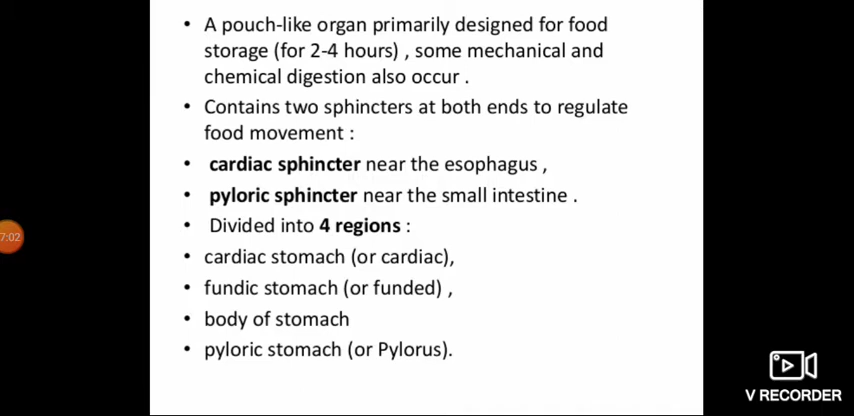 • A pouch-like organ primarily designed for food
storage (for 2-4 hours) , some mechanical and
chemical digestion also occur .
• Contains two sphincters at both ends to regulate
food movement :
• cardiac sphincter near the esophagus ,
• pyloric sphincter near the small intestine .
• Divided into 4 regions :
• cardiac stomach (or cardiac),
• fundic stomach (or funded) ,
• body of stomach
• pyloric stomach (or Pylorus).
7:02
V RECORDER